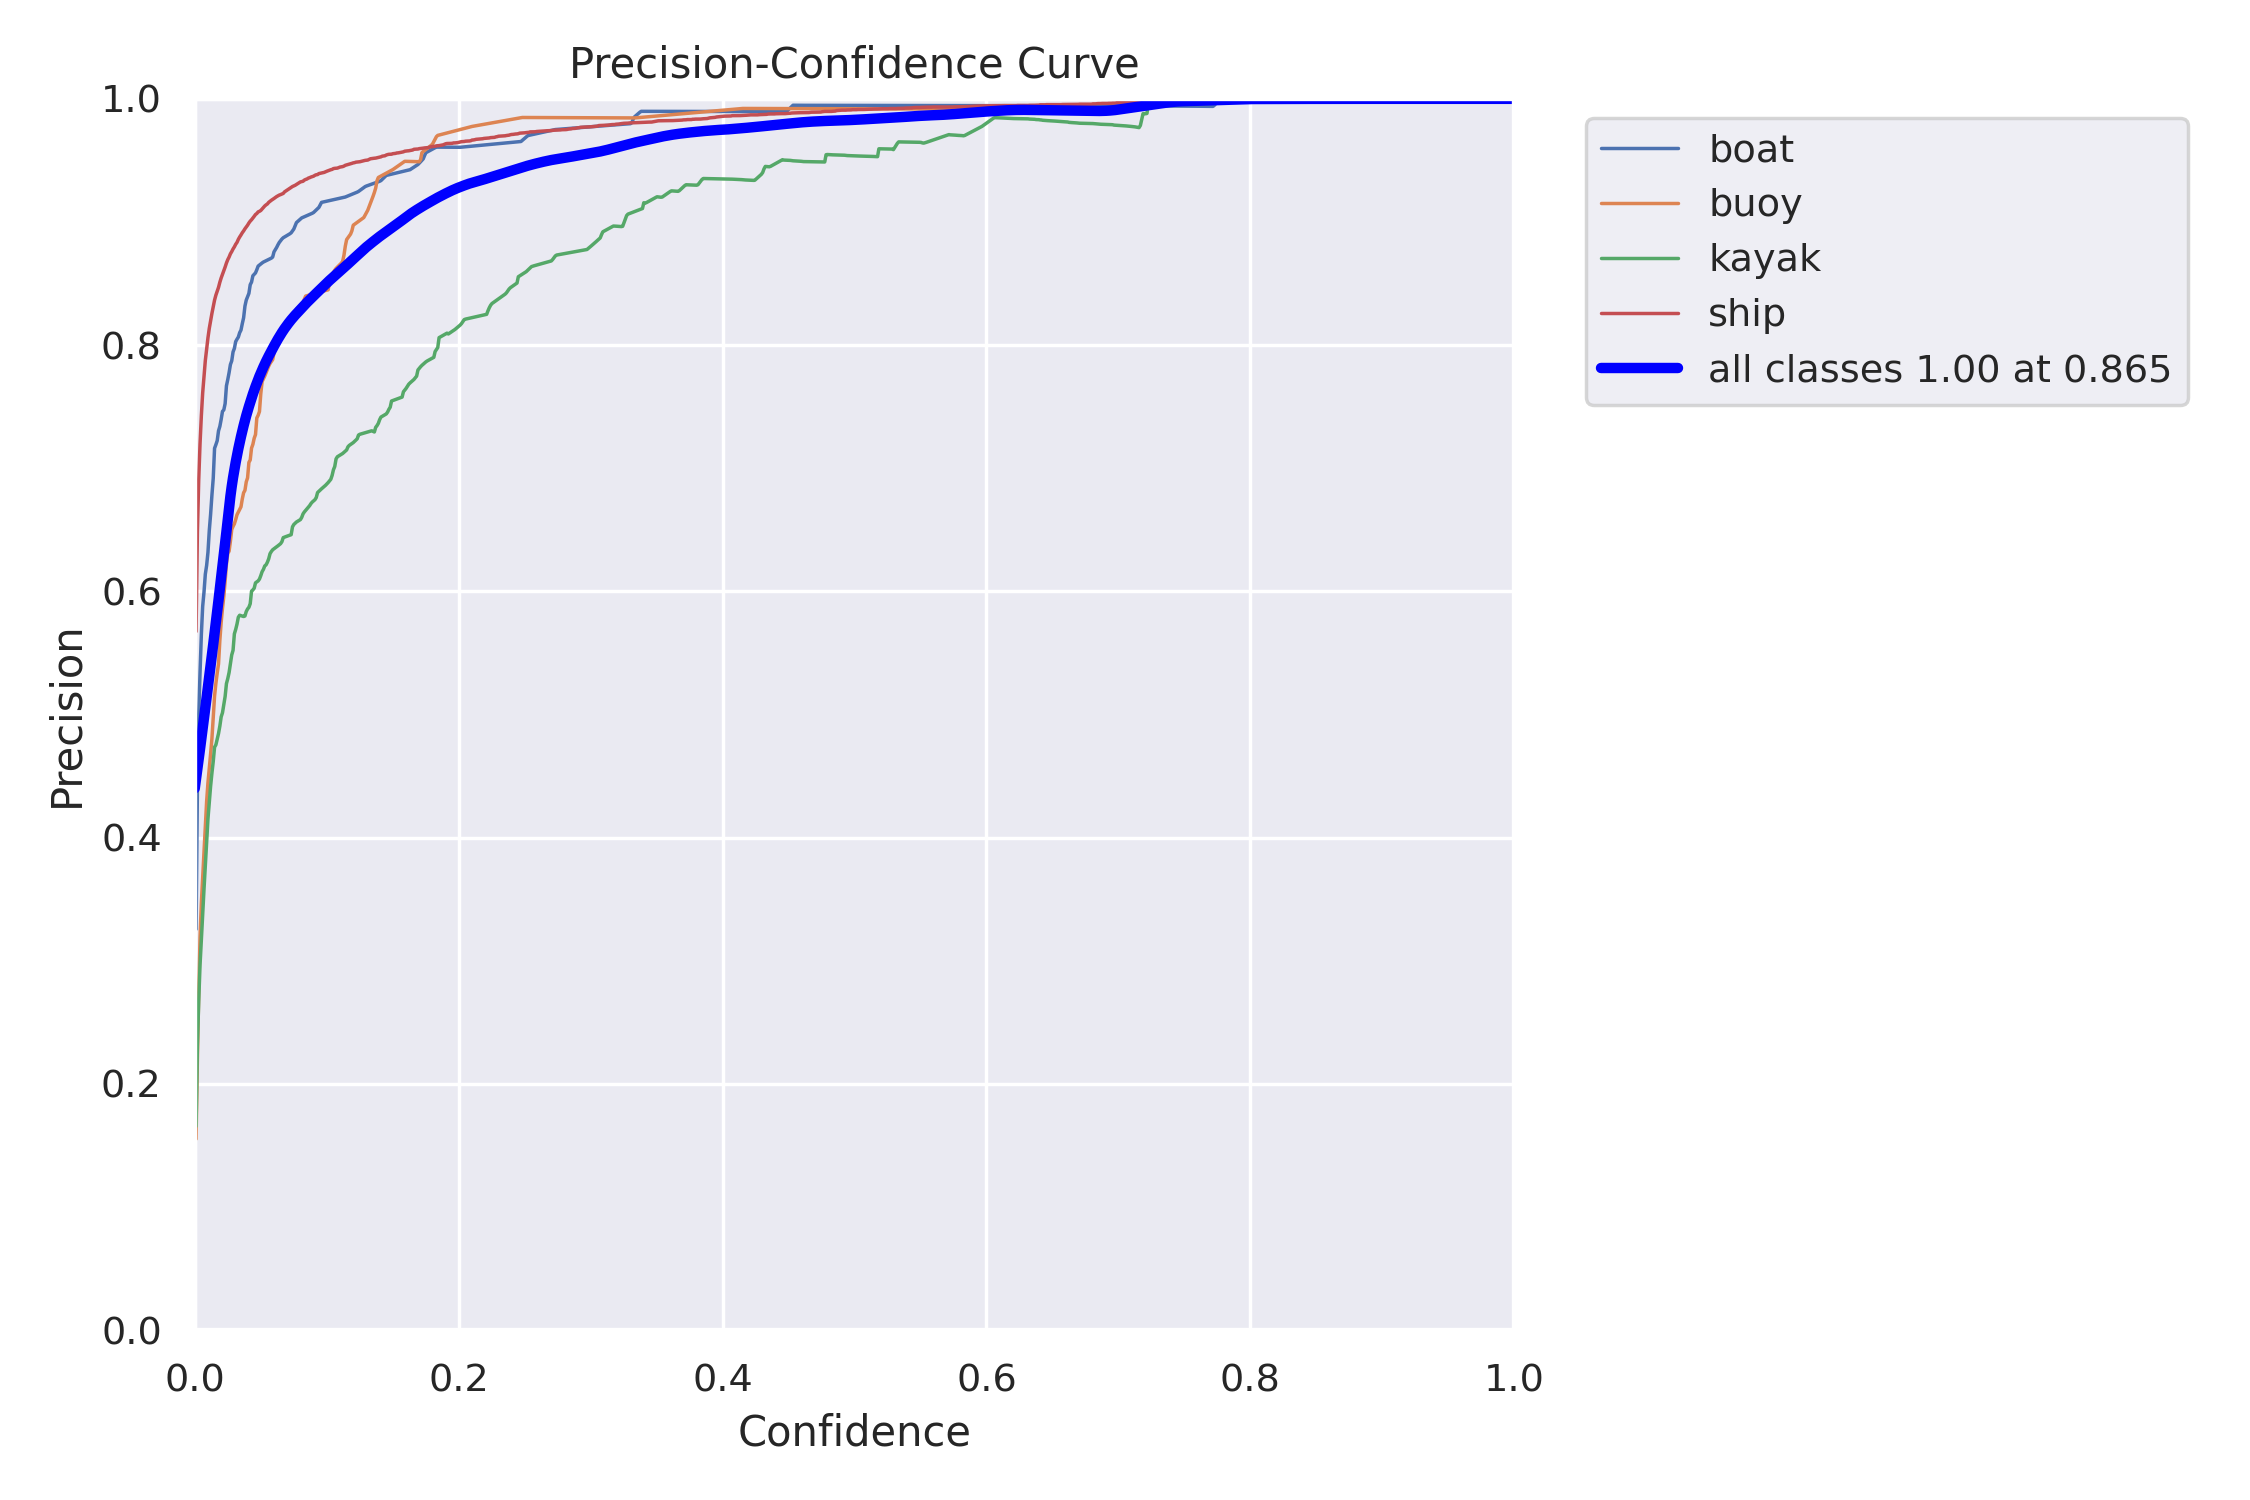 Precision-Confidence Curve
1.0
0.8
0.6
0.4
0.2
0.0
Precision
0.0 0.2 0.4 0.6 0.8 1.0
Confidence
boat
buoy
kayak
ship
all classes 1.00 at 0.865